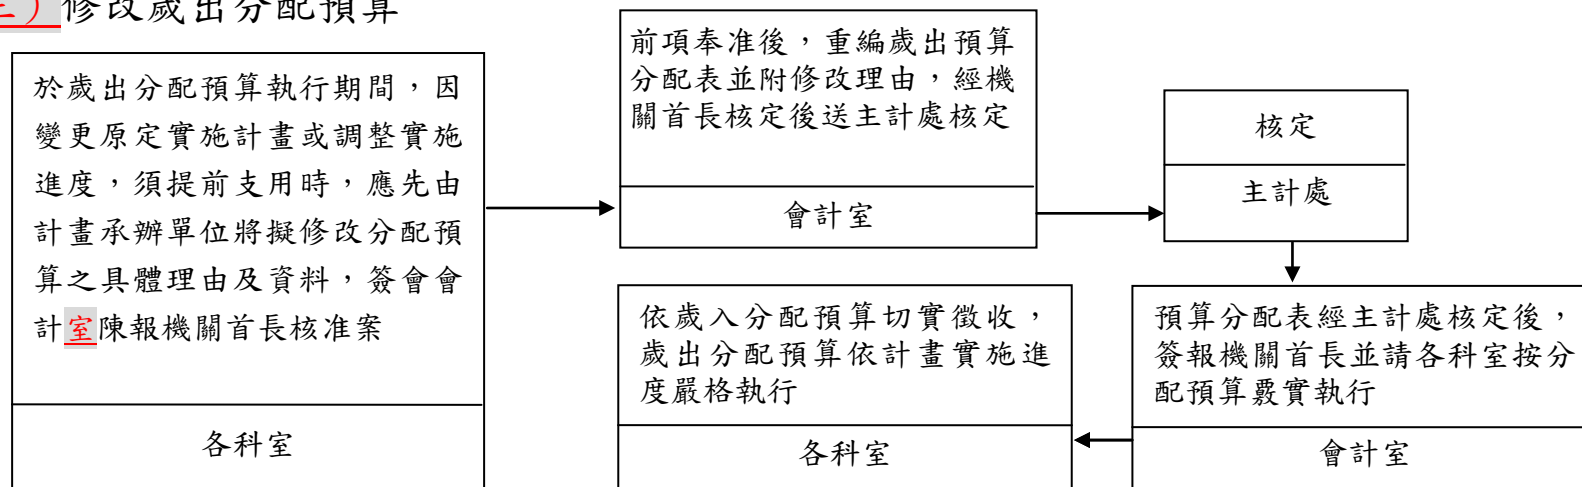 三）修改歲出分配預算
於歲出分配預算執行期間，因
變更原定實施計畫或調整實施
進度，須提前支用時，應先由
計畫承辦單位將擬修改分配預
算之具體理由及資料，簽會會
計室陳報機關首長核准案
各科室
前項奉准後，重編歲出預算
分配表並附修改理由，經機
關首長核定後送主計處核定
會計室
核定
主計處
預算分配表經主計處核定後，
簽報機關首長並請各科室按分
配預算覈實執行
會計室
依歲入分配預算切實徵收，
歲出分配預算依計畫實施進
度嚴格執行
各科室